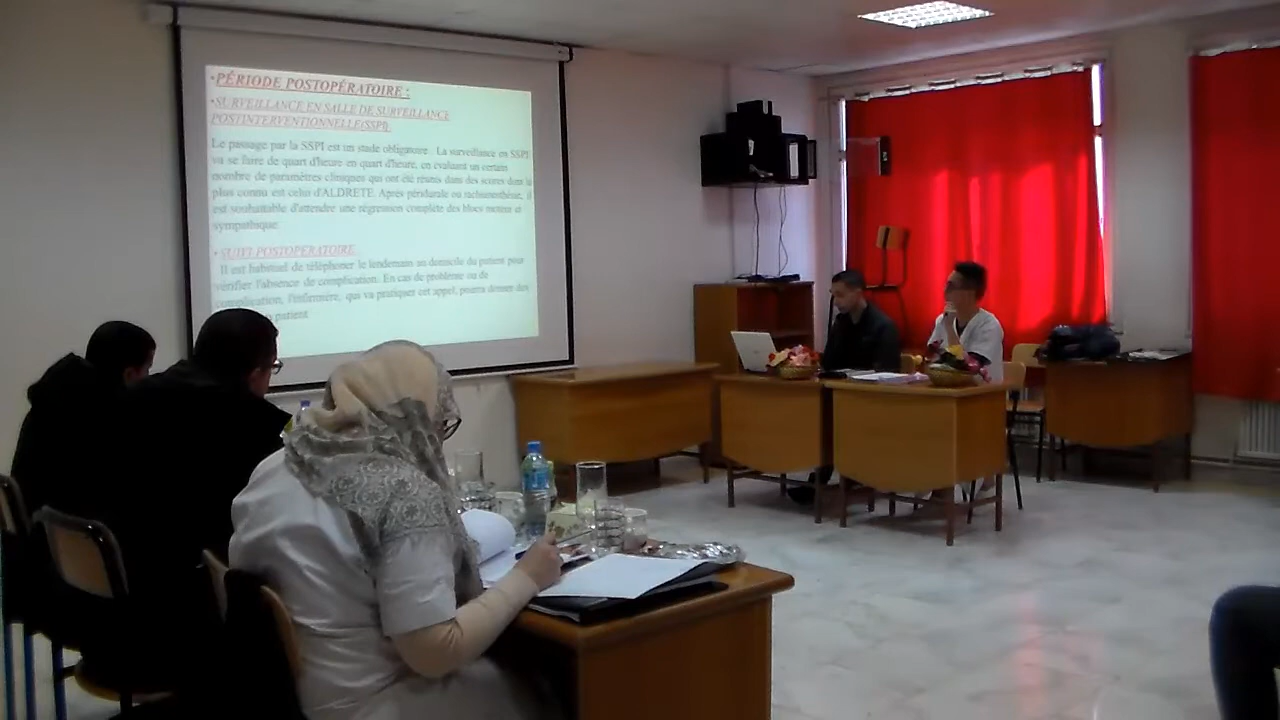 •PÉRIODE POSTOPÉRATOIRE :
•SURVEILLANCE EN SALLE DE SURVEILLANCE
POSTINTERVENTIONNELLE(SSPI)
Le passage par la SSPI est un stade obligatoire. La surveillance en SSPI
va se faire de quart d'heure en quart d'heure, en évaluant un certain
nombre de paramètres cliniques qui ont été réunis dans des scores dont le
plus connu est celui d'ALDRETE. Après péridurale ou rachianesthésie, il
est souhaitable d'attendre une régression complète des blocs moteur et
sympathique
• SUIVI POSTOPERATOIRE
Il est habituel de téléphoner le lendemain au domicile du patient pour
vérifier l'absence de complication. En cas de problème ou de
complication, l'infirmière, qui va pratiquer cet appel, pourra donner des
patient